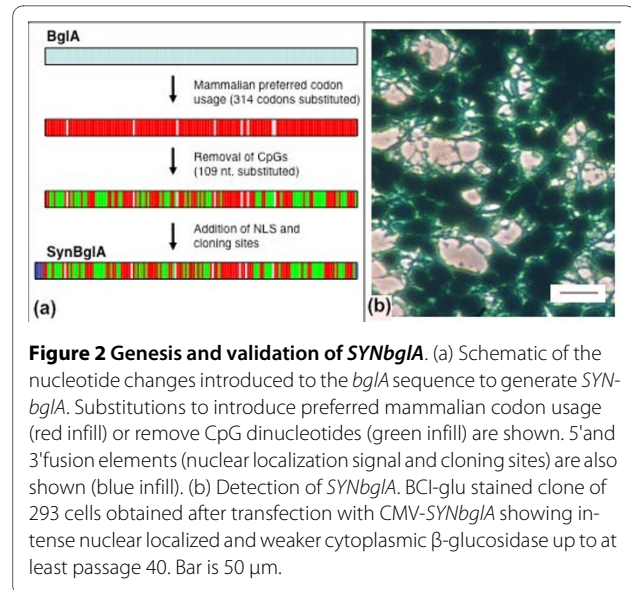 BglA
Mammalian preferred codon
usage (314 codons substituted)
Removal of CpGs
(109 nt. substituted)
Addition of NLS and
cloning sites
SynBglA
(a)
(b)
Figure 2 Genesis and validation of SYNbglA. (a) Schematic of the
nucleotide changes introduced to the bglA sequence to generate SYN-
bglA. Substitutions to introduce preferred mammalian codon usage
(red infill) or remove CpG dinucleotides (green infill) are shown. 5'and
3'fusion elements (nuclear localization signal and cloning sites) are also
shown (blue infill). (b) Detection of SYNbglA. BCI-glu stained clone of
293 cells obtained after transfection with CMV-SYNbglA showing in-
tense nuclear localized and weaker cytoplasmic β-glucosidase up to at
least passage 40. Bar is 50 μm.